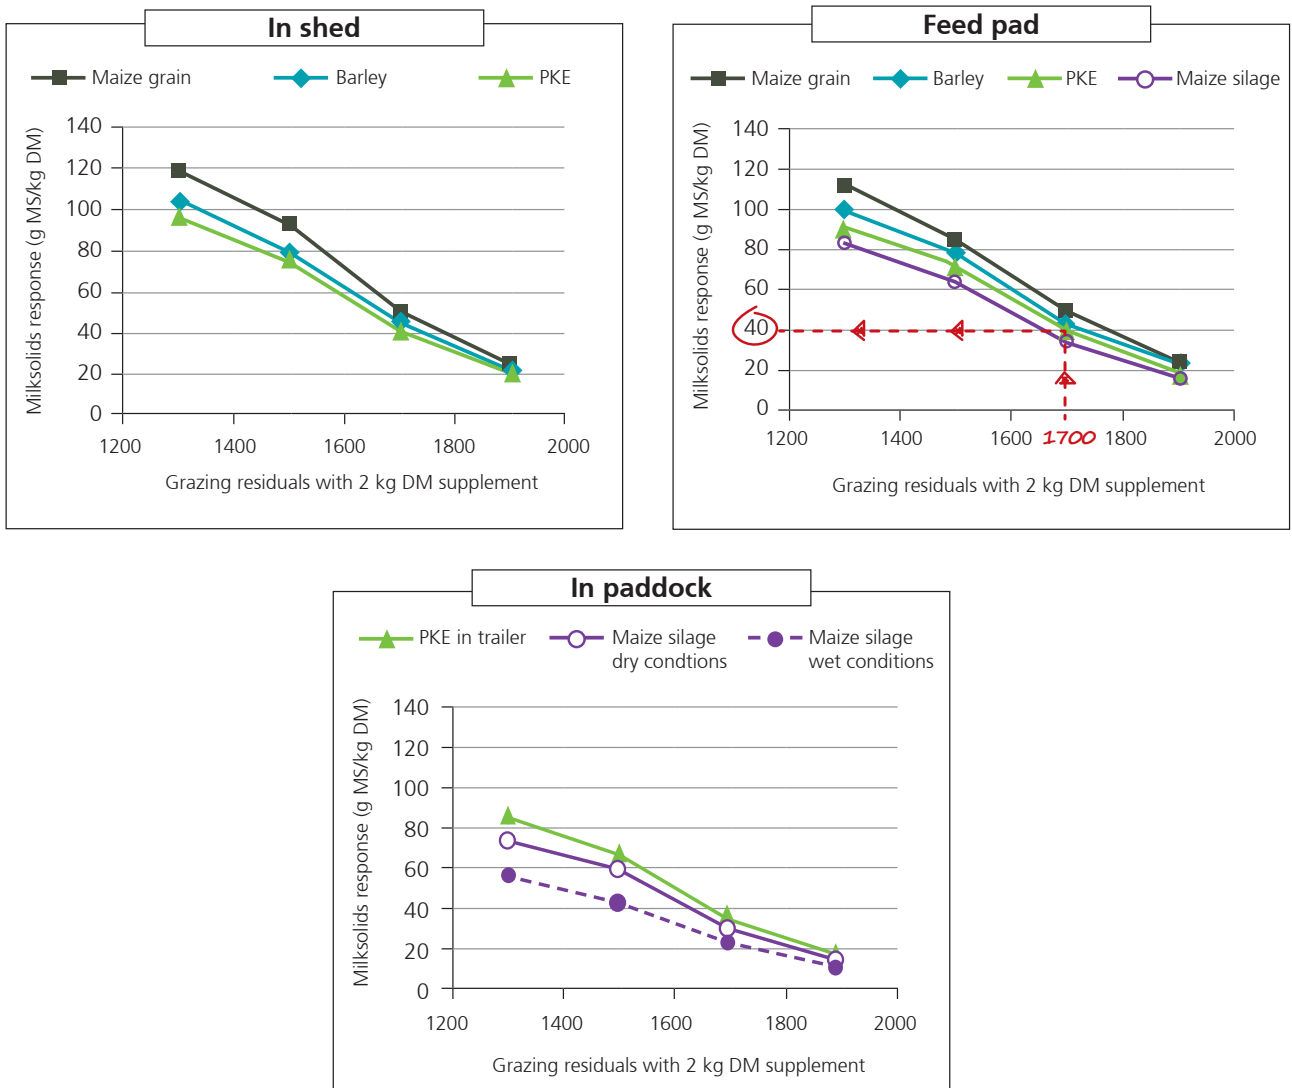 In shed
Maize grain
Barley
PKE
Milksolids response (g MS/kg DM)
140
120
100
80
60
40
20
0
1200
1400
1600
1800
2000
Grazing residuals with 2 kg DM supplement
Feed pad
Maize grain
Barley
PKE
Maize silage
Milksolids response (g MS/kg DM)
140
120
100
80
60
40
20
0
1200
1400
1600
1700
1800
2000
Grazing residuals with 2 kg DM supplement
In paddock
PKE in trailer
Maize silage
dry condtions
Maize silage
wet conditions
Milksolids response (g MS/kg DM)
140
120
100
80
60
40
20
0
1200
1400
1600
1800
2000
Grazing residuals with 2 kg DM supplement